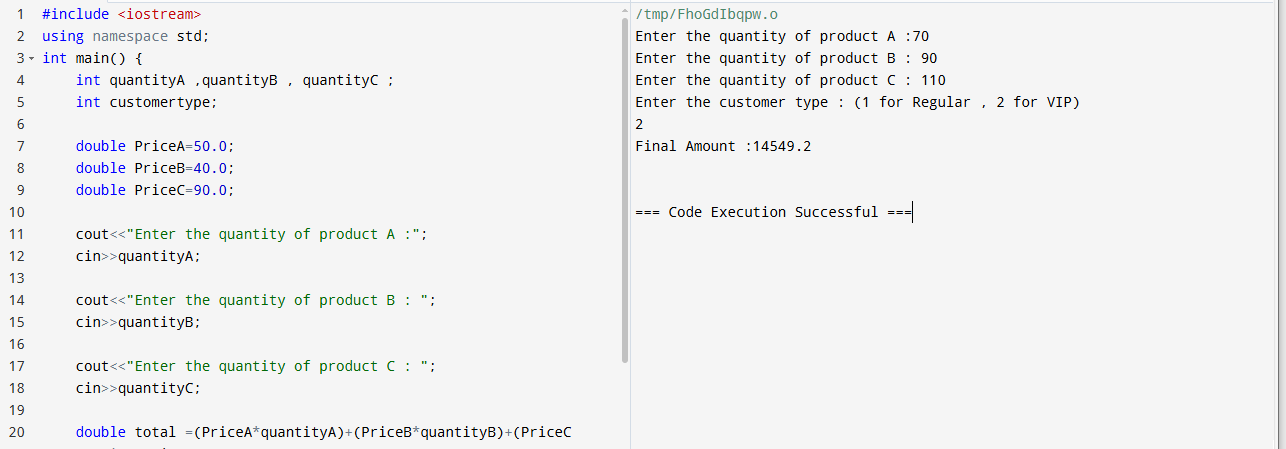 1 #include <iostream>
2 using namespace std;
3 int main() {
4 int quantityA ,quantityB , quantityC ;
5 int customertype;
6
7 double PriceA=50.0;
8 double PriceB=40.0;
9 double PriceC=90.0;
10
11 cout<<"Enter the quantity of product A :";
12 cin>>quantityA;
13
14 cout<<"Enter the quantity of product B : ";
15 cin>>quantityB;
16
17 cout<<"Enter the quantity of product C : ";
18 cin>>quantityC;
19
20 double total =(PriceA*quantityA)+(PriceB*quantityB)+(PriceC
/tmp/FhoGdIbqpw.o
Enter the quantity of product A :70
Enter the quantity of product B : 90
Enter the quantity of product C : 110
Enter the customer type : (1 for Regular , 2 for VIP)
2
Final Amount :14549.2
=== Code Execution Successful ===